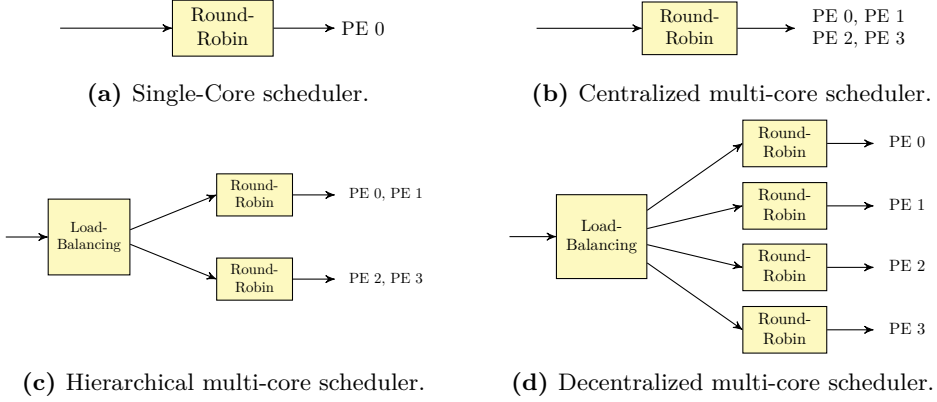 Round-
Robin
PE 0
(a) Single-Core scheduler.
Round-
Robin
PE 0, PE 1
PE 2, PE 3
(b) Centralized multi-core scheduler.
Load-
Balancing
Round-
Robin
PE 0, PE 1
Round-
Robin
PE 2, PE 3
(c) Hierarchical multi-core scheduler.
Load-
Balancing
Round-
Robin
PE 0
Round-
Robin
PE 1
Round-
Robin
PE 2
Round-
Robin
PE 3
(d) Decentralized multi-core scheduler.